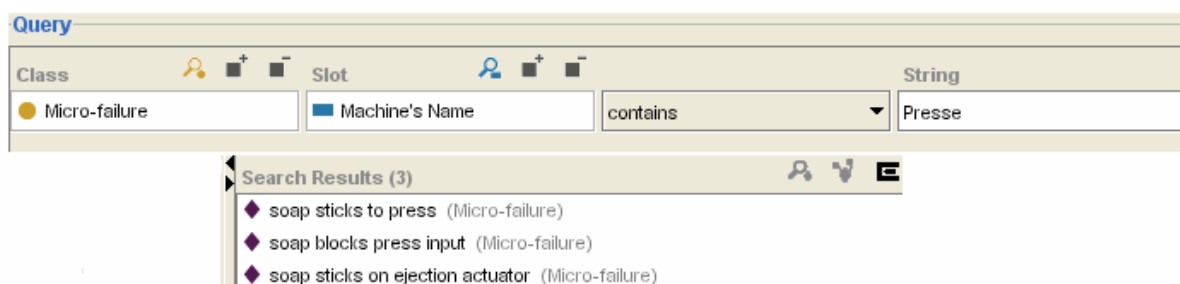 Query
Class Slot String
Micro-failure Machine's Name contains Presse
Search Results (3)
soap sticks to press (Micro-failure)
soap blocks press input (Micro-failure)
soap sticks on ejection actuator (Micro-failure)